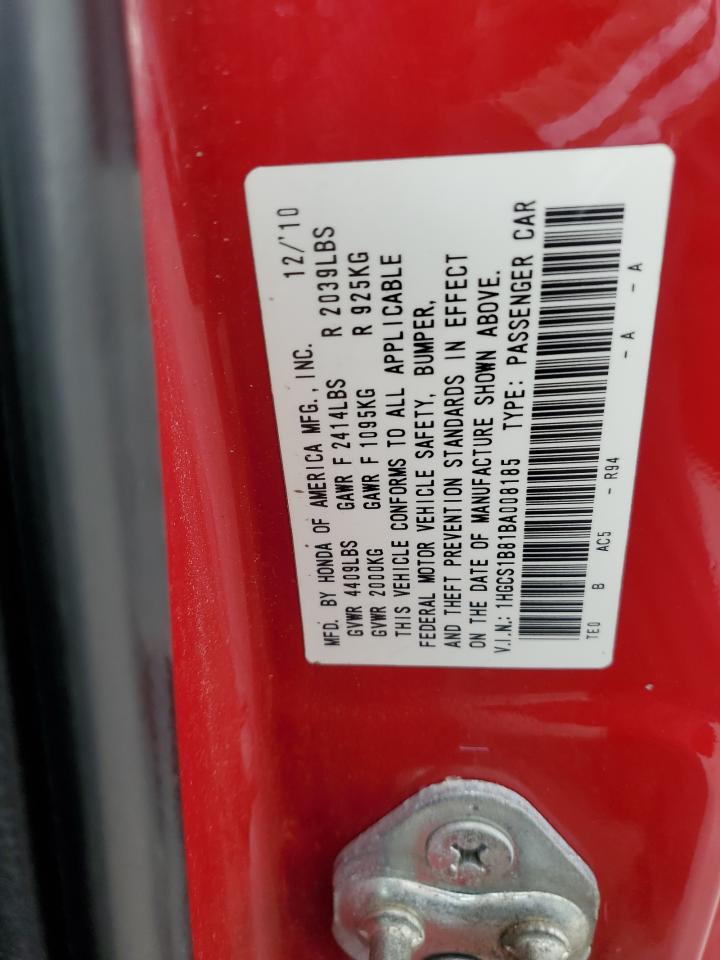 MFD. BY HONDA OF AMERICA MFG., INC. 12/'10
GVWR 4409LBS GAWR F 2414LBS R 2039LBS
GVWR 2000KG GAWR F 1095KG R 925KG
THIS VEHICLE CONFORMS TO ALL APPLICABLE
FEDERAL MOTOR VEHICLE SAFETY, BUMPER,
AND THEFT PREVENTION STANDARDS IN EFFECT
ON THE DATE OF MANUFACTURE SHOWN ABOVE.
V.I.N.: 1HGCS1B81BA008185 TYPE: PASSENGER CAR
TE0 B AC5 - R94 - A - A